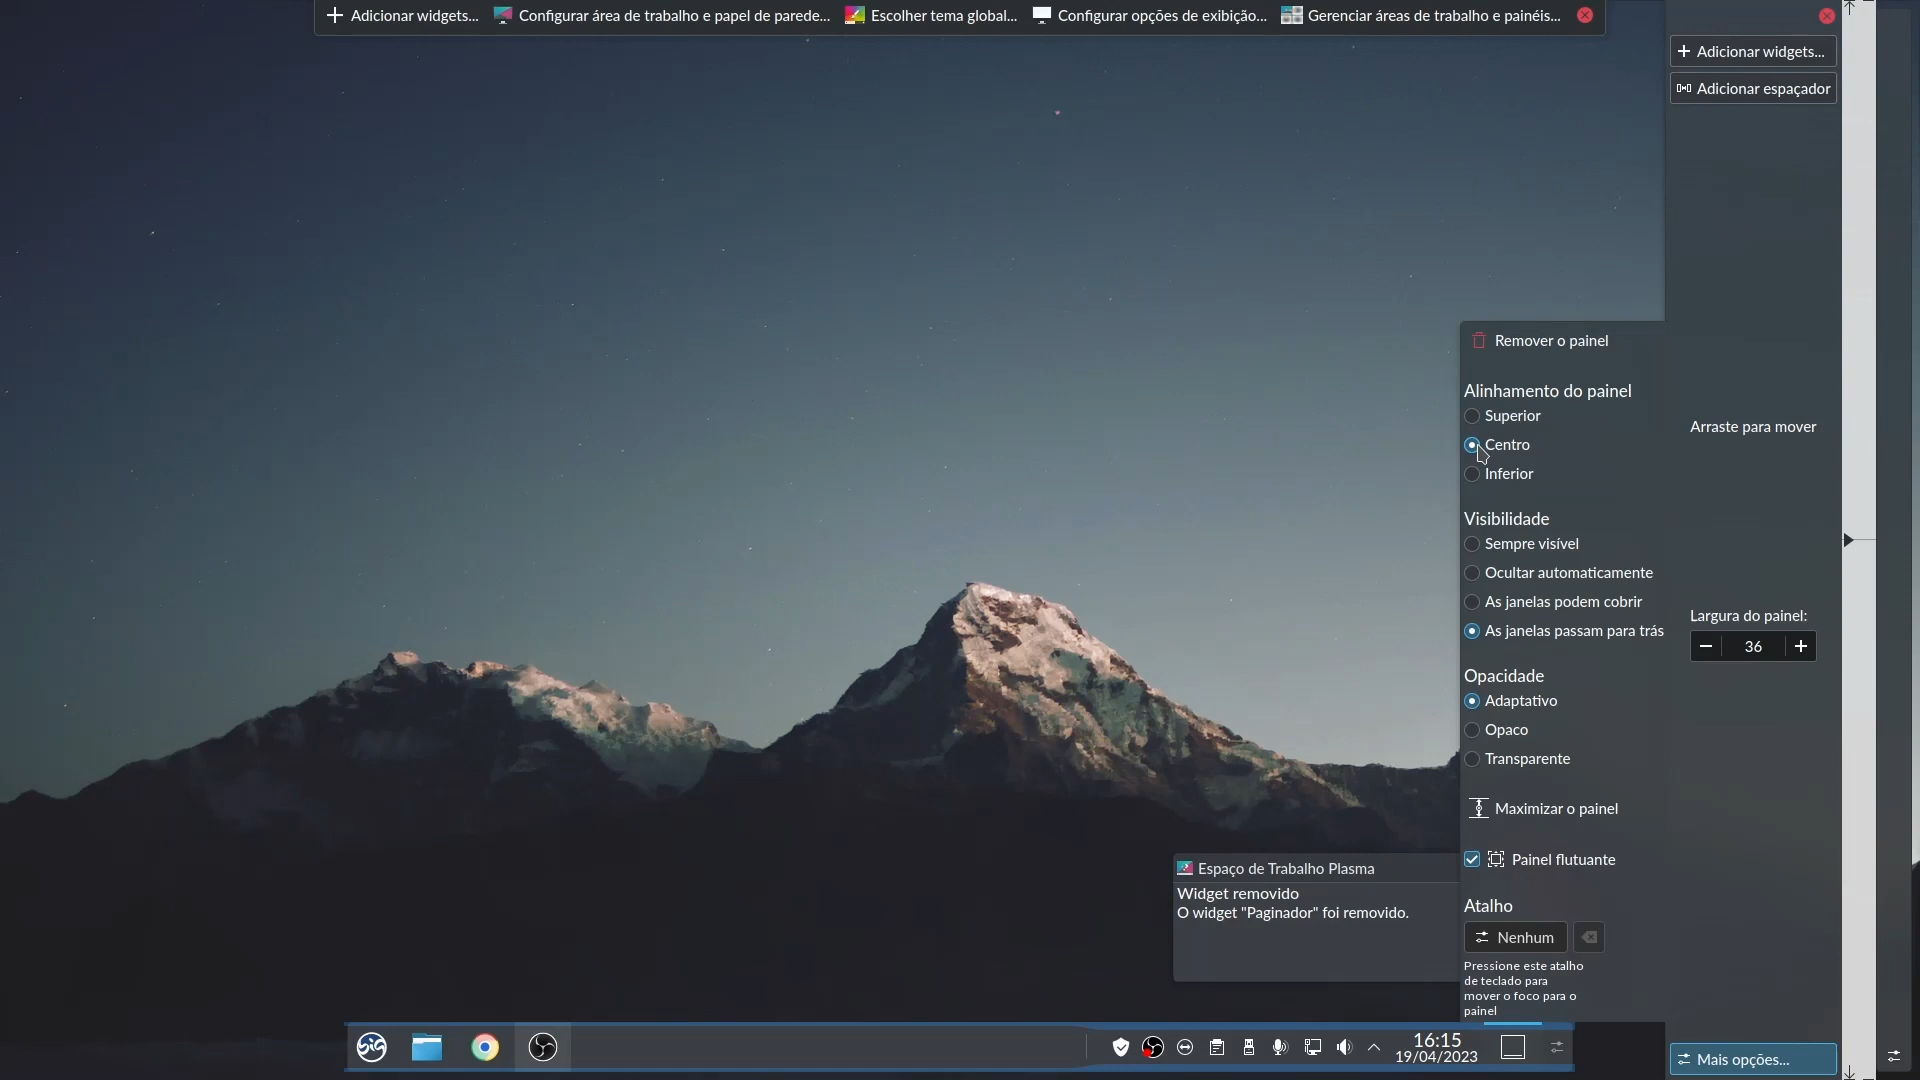 Adicionar widgets... Configurar área de trabalho e papel de parede... Escolher tema global... Configurar opções de exibição... Gerenciar áreas de trabalho e painéis...
Adicionar widgets...
Adicionar espaçador
Remover o painel
Alinhamento do painel
Superior
Centro
Inferior
Arraste para mover
Visibilidade
Sempre visível
Ocultar automaticamente
As janelas podem cobrir
As janelas passam para trás
Largura do painel:
36
Opacidade
Adaptativo
Opaco
Transparente
Maximizar o painel
Painel flutuante
Atalho
Nenhum
Pressione este atalho
de teclado para
mover o foco para o
painel
Espaço de Trabalho Plasma
Widget removido
O widget "Paginador" foi removido.
16:15
19/04/2023
Mais opções...